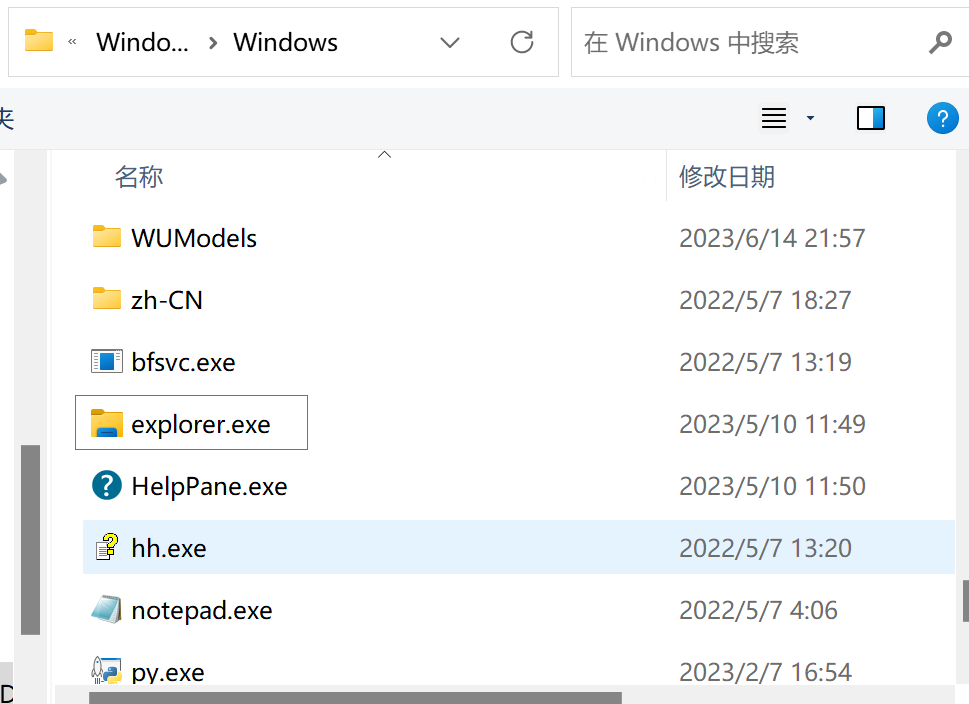 « Windo... > Windows
在 Windows 中搜索
夹
?
名称 修改日期
WUModels 2023/6/14 21:57
zh-CN 2022/5/7 18:27
bfsvc.exe 2022/5/7 13:19
explorer.exe 2023/5/10 11:49
HelpPane.exe 2023/5/10 11:50
hh.exe 2022/5/7 13:20
notepad.exe 2022/5/7 4:06
py.exe 2023/2/7 16:54
D